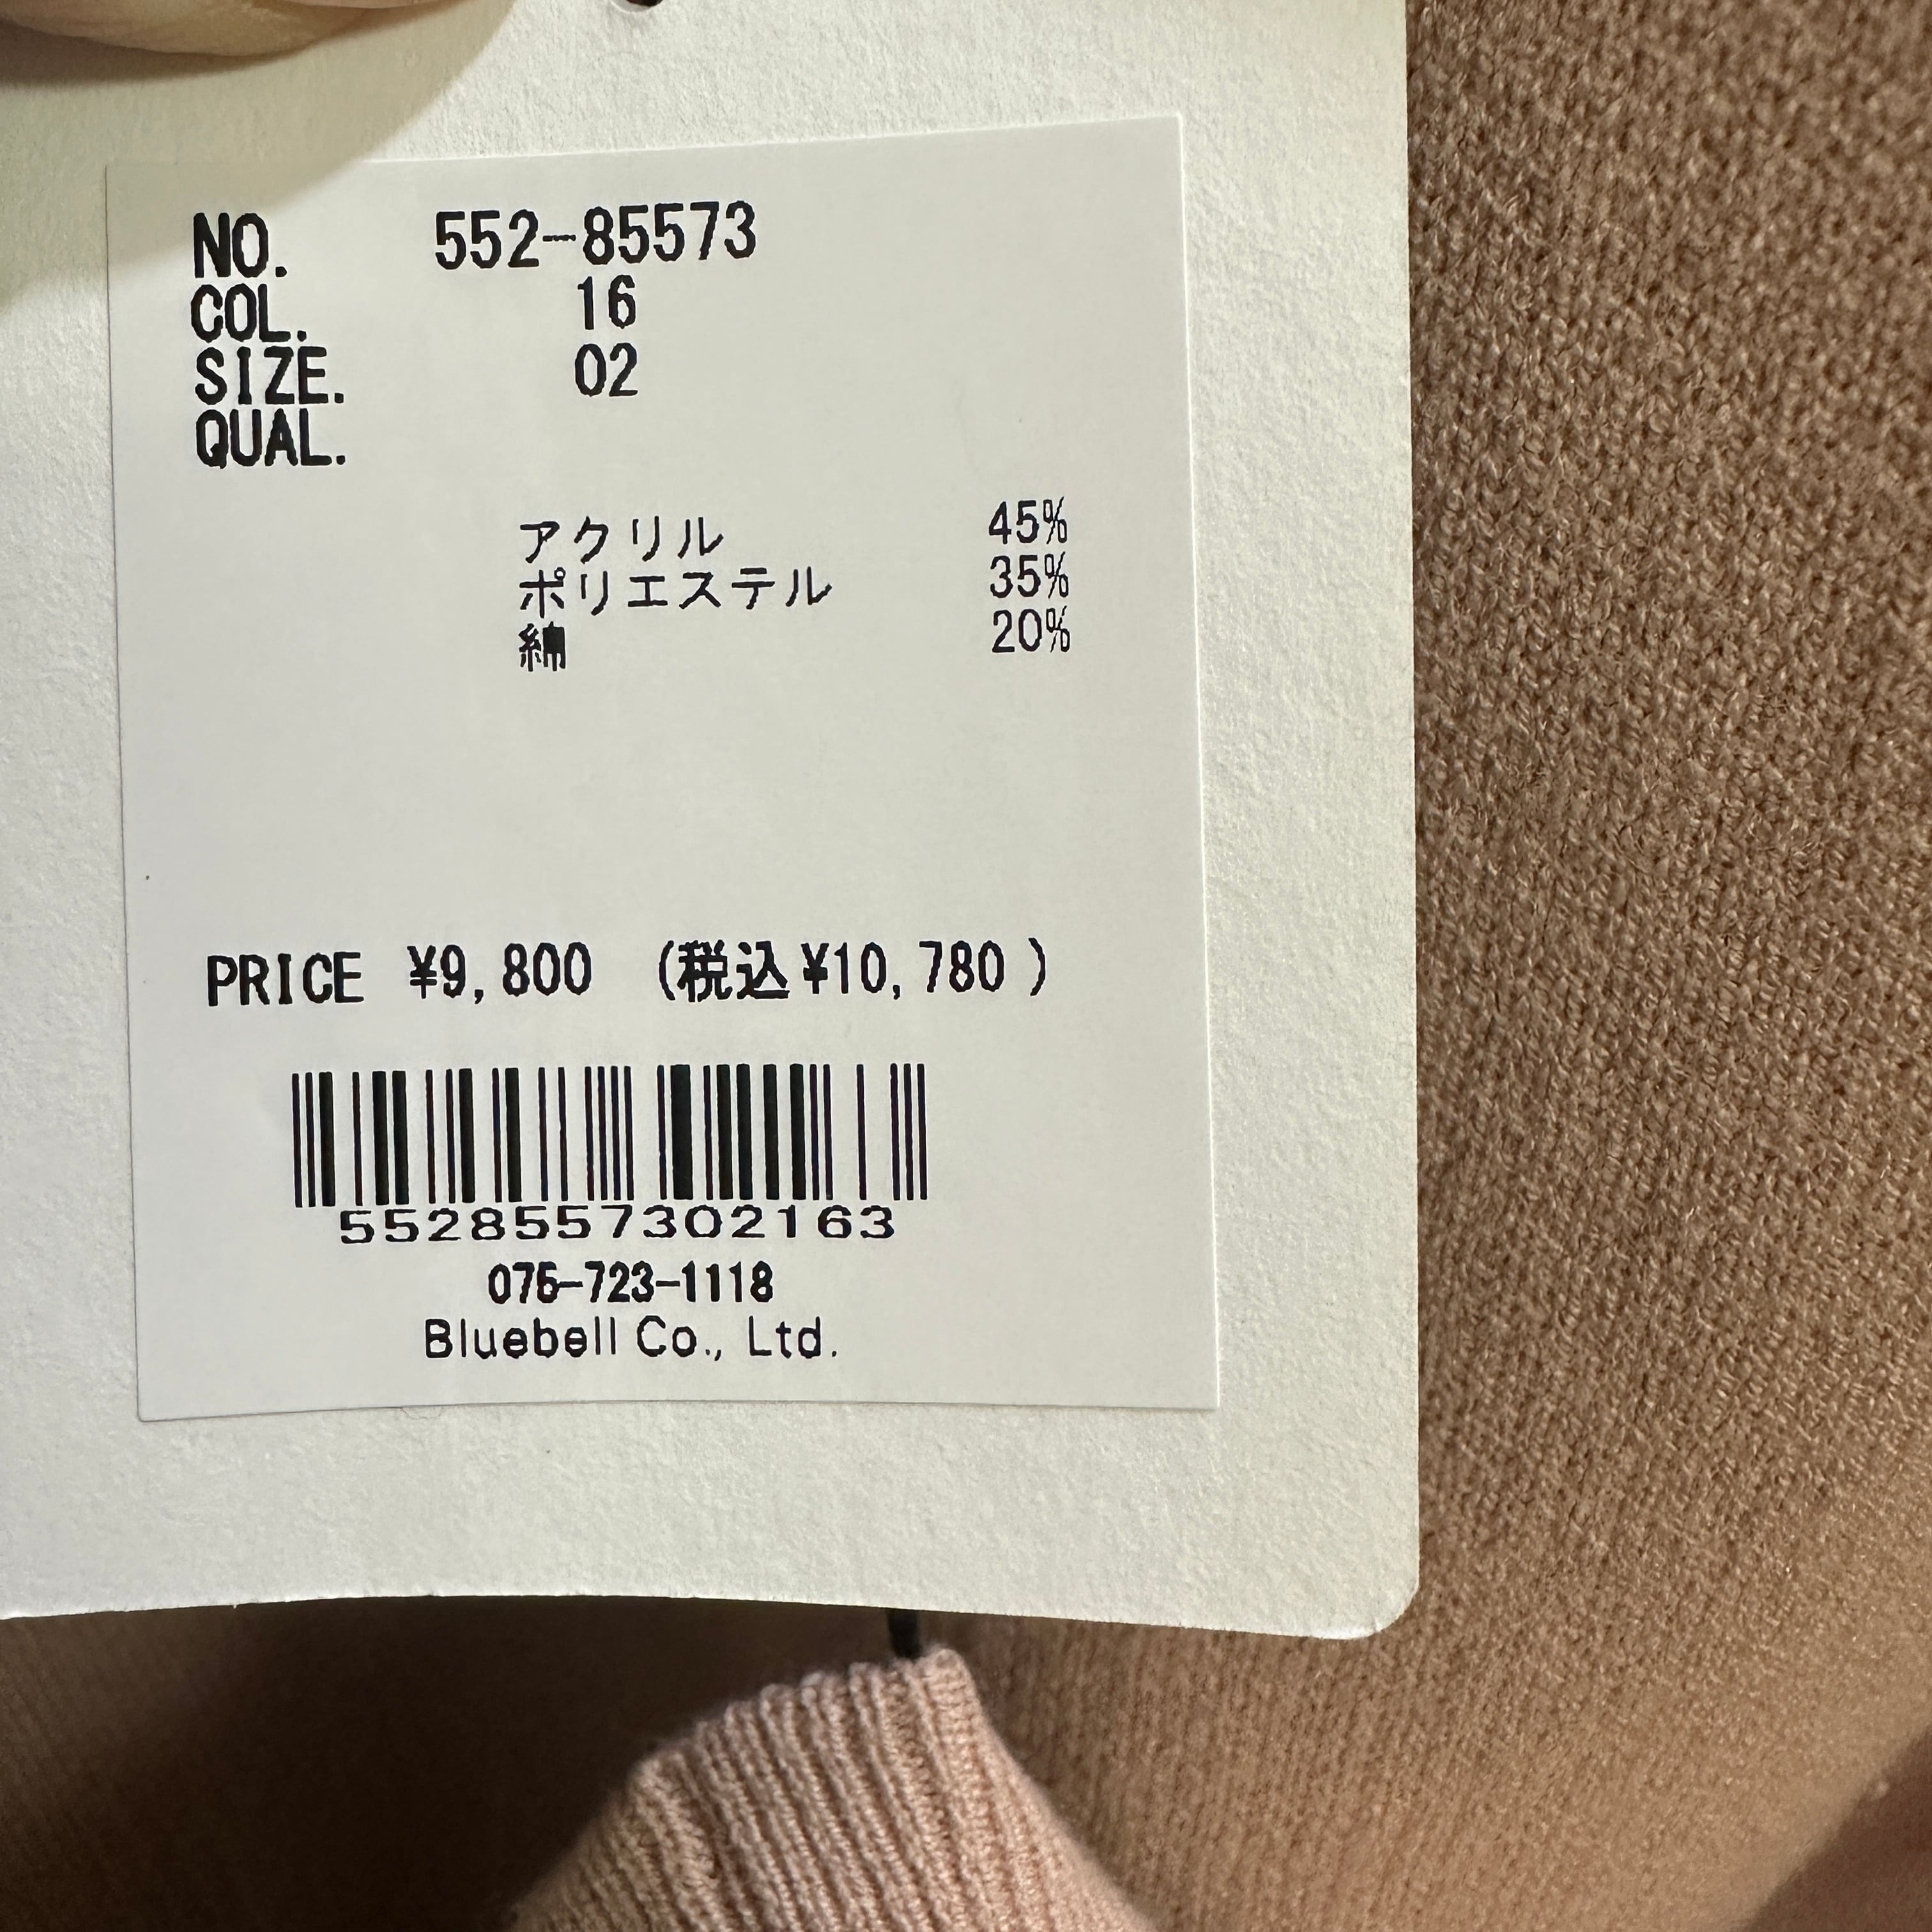 NO. 552-85573
COL. 16
SIZE. 02
QUAL.
アクリル 45%
ポリエステル 35%
綿 20%
PRICE ¥9,800 (税込¥10,780 )
5528557302163
075-723-1118
Bluebell Co., Ltd.